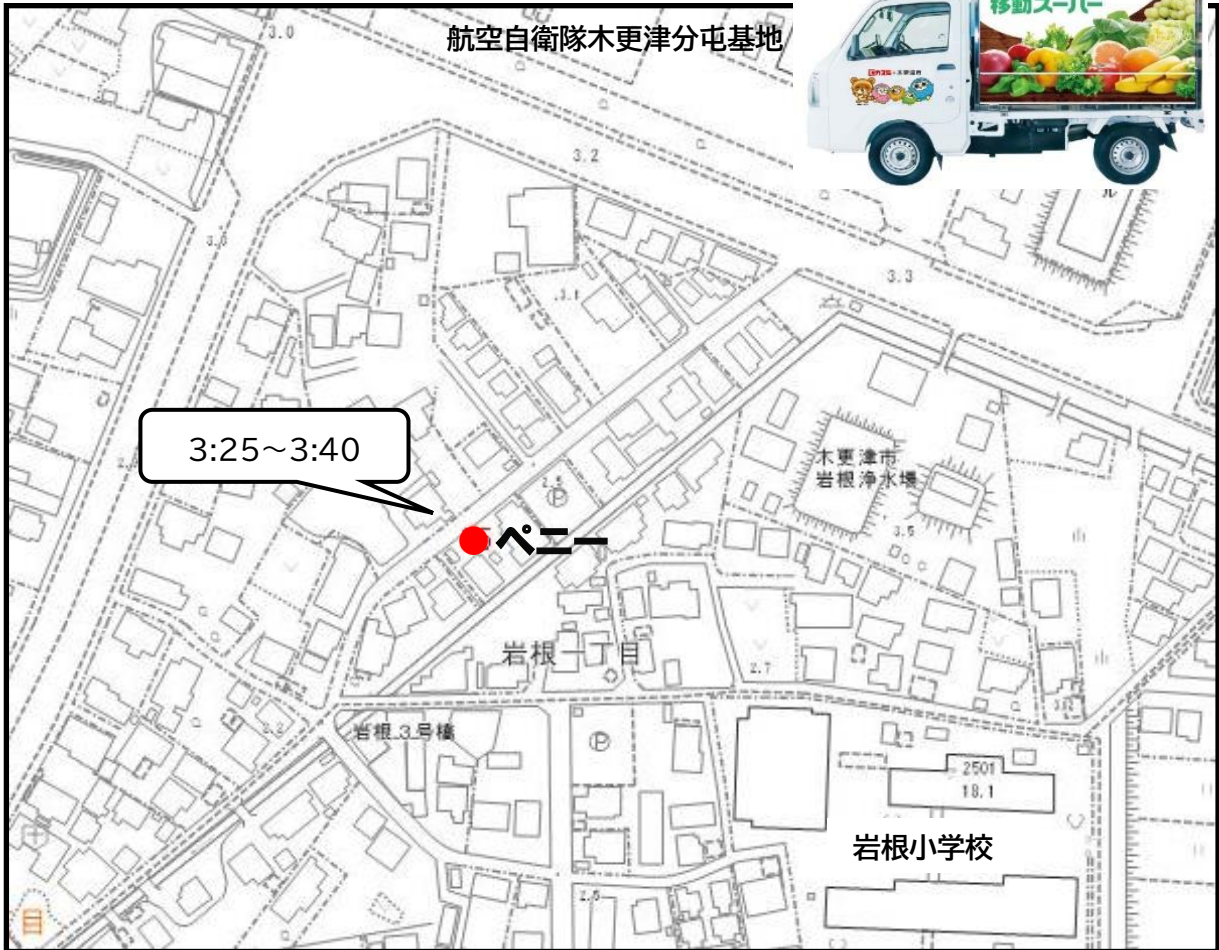 移動スーパー
航空自衛隊木更津分屯基地
3.0
3.2
3.3
3.1
3:25～3:40
2.5
P
ペニー
木更津市
岩根浄水場
3.5
岩根一丁目
2.7
岩根3号橋
P
2501
18.1
岩根小学校